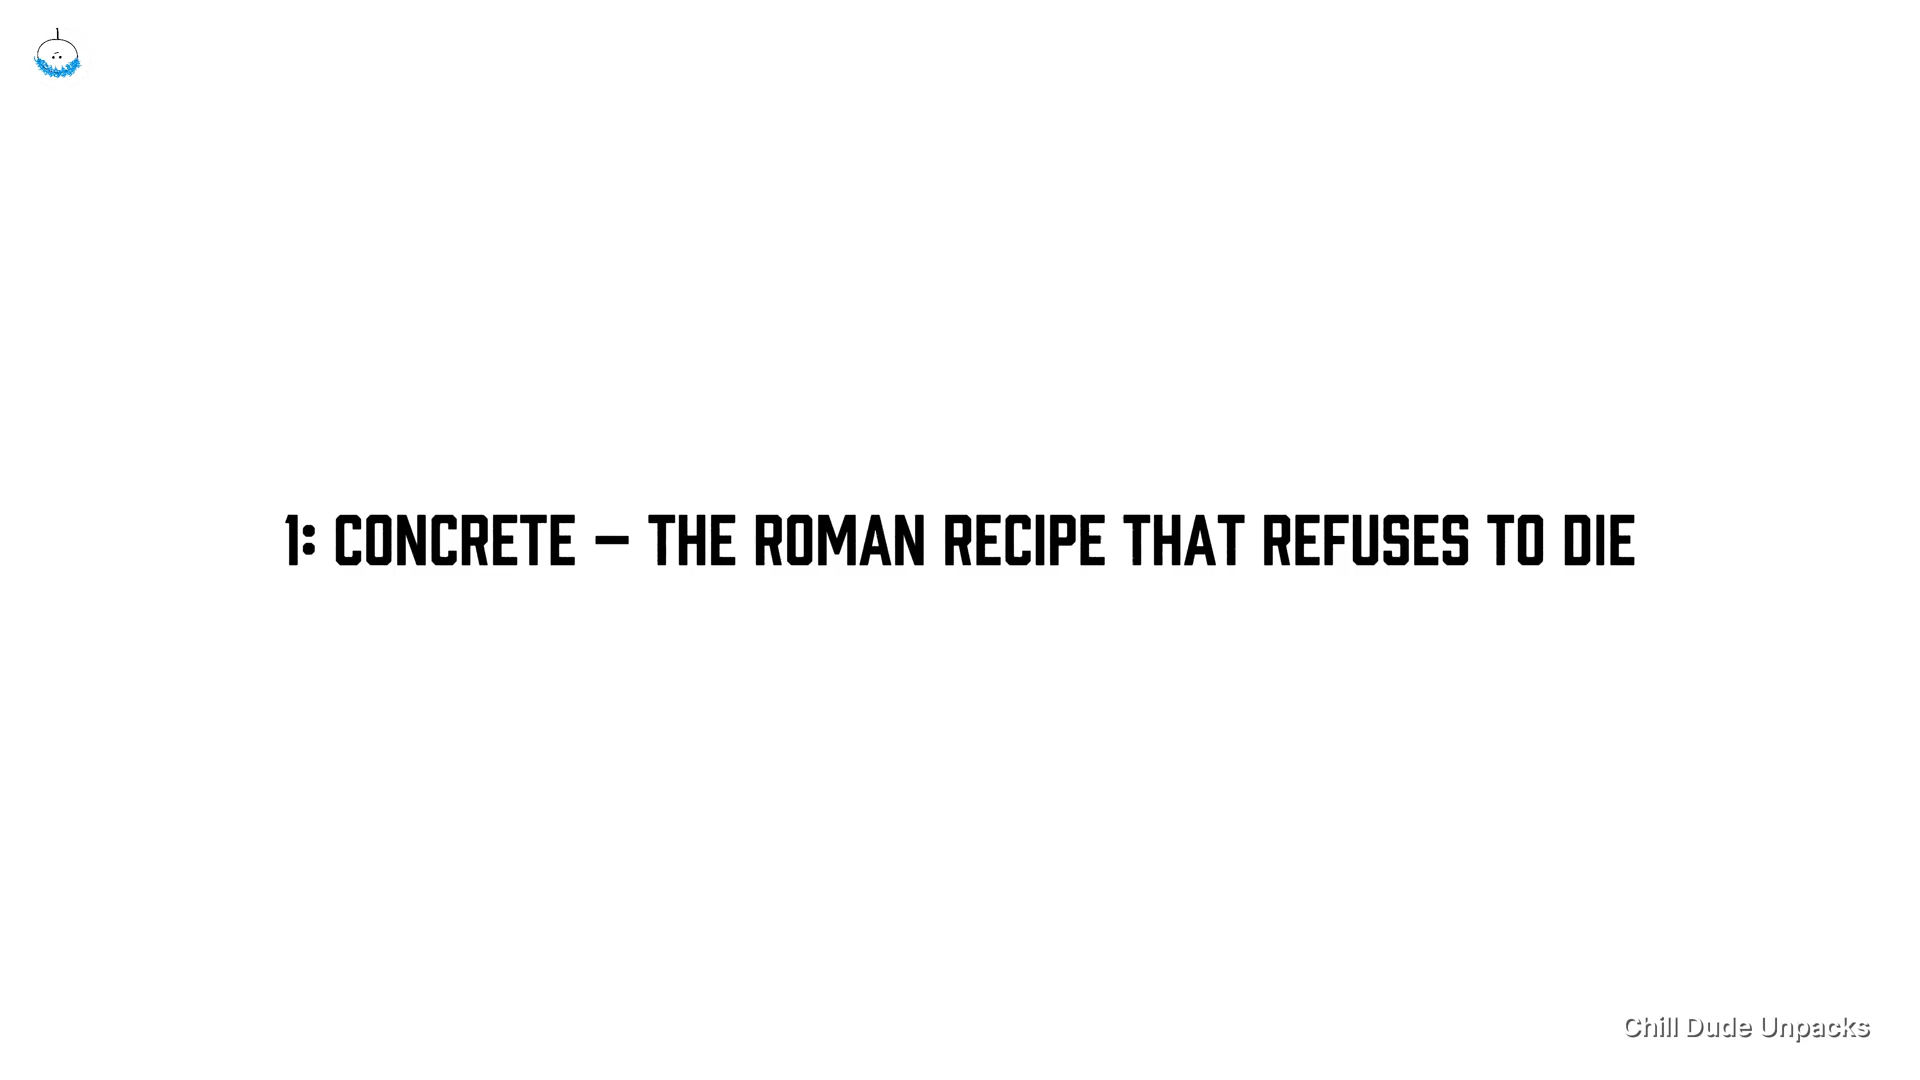 1: CONCRETE – THE ROMAN RECIPE THAT REFUSES TO DIE
Chill Dude Unpacks